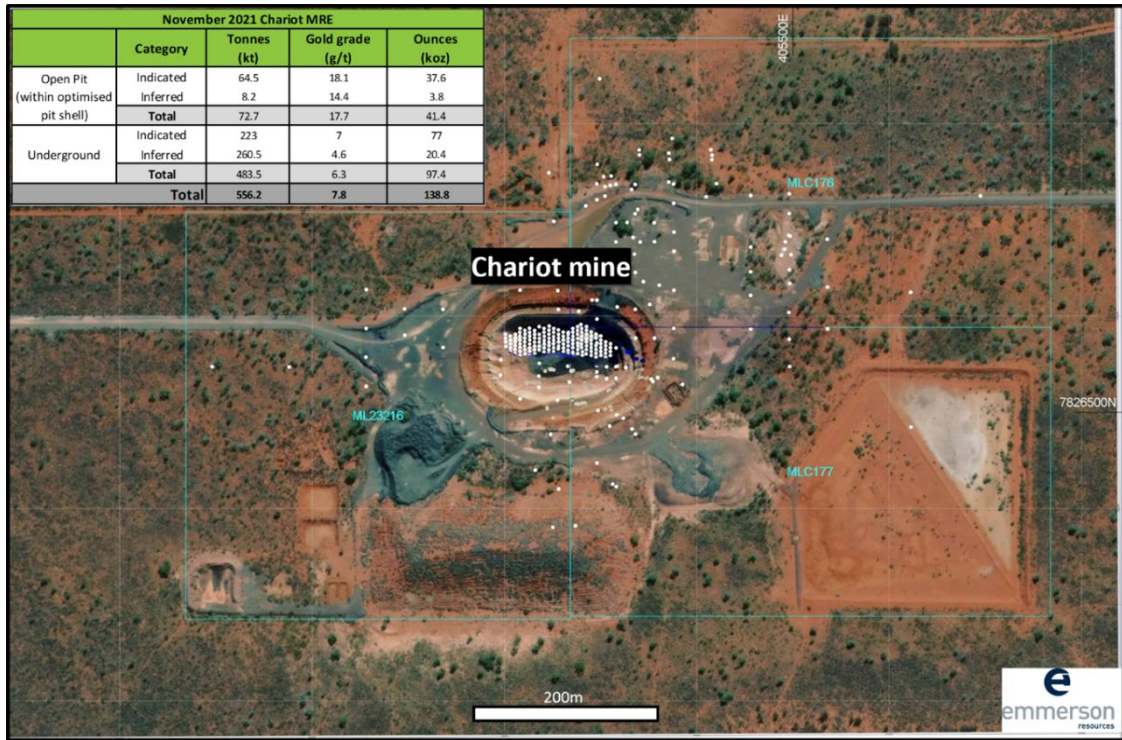 November 2021 Chariot MRE
Category Tonnes (kt) Gold grade (g/t) Ounces (koz)
Open Pit (within optimised pit shell) Indicated 64.5 18.1 37.6
Inferred 8.2 14.4 3.8
Total 72.7 17.7 41.4
Underground Indicated 223 7 77
Inferred 260.5 4.6 20.4
Total 483.5 6.3 97.4
Total 556.2 7.8 138.8
405500E
MLC176
Chariot mine
7826500N
ML23216
MLC177
200m
e
emmerson
resources